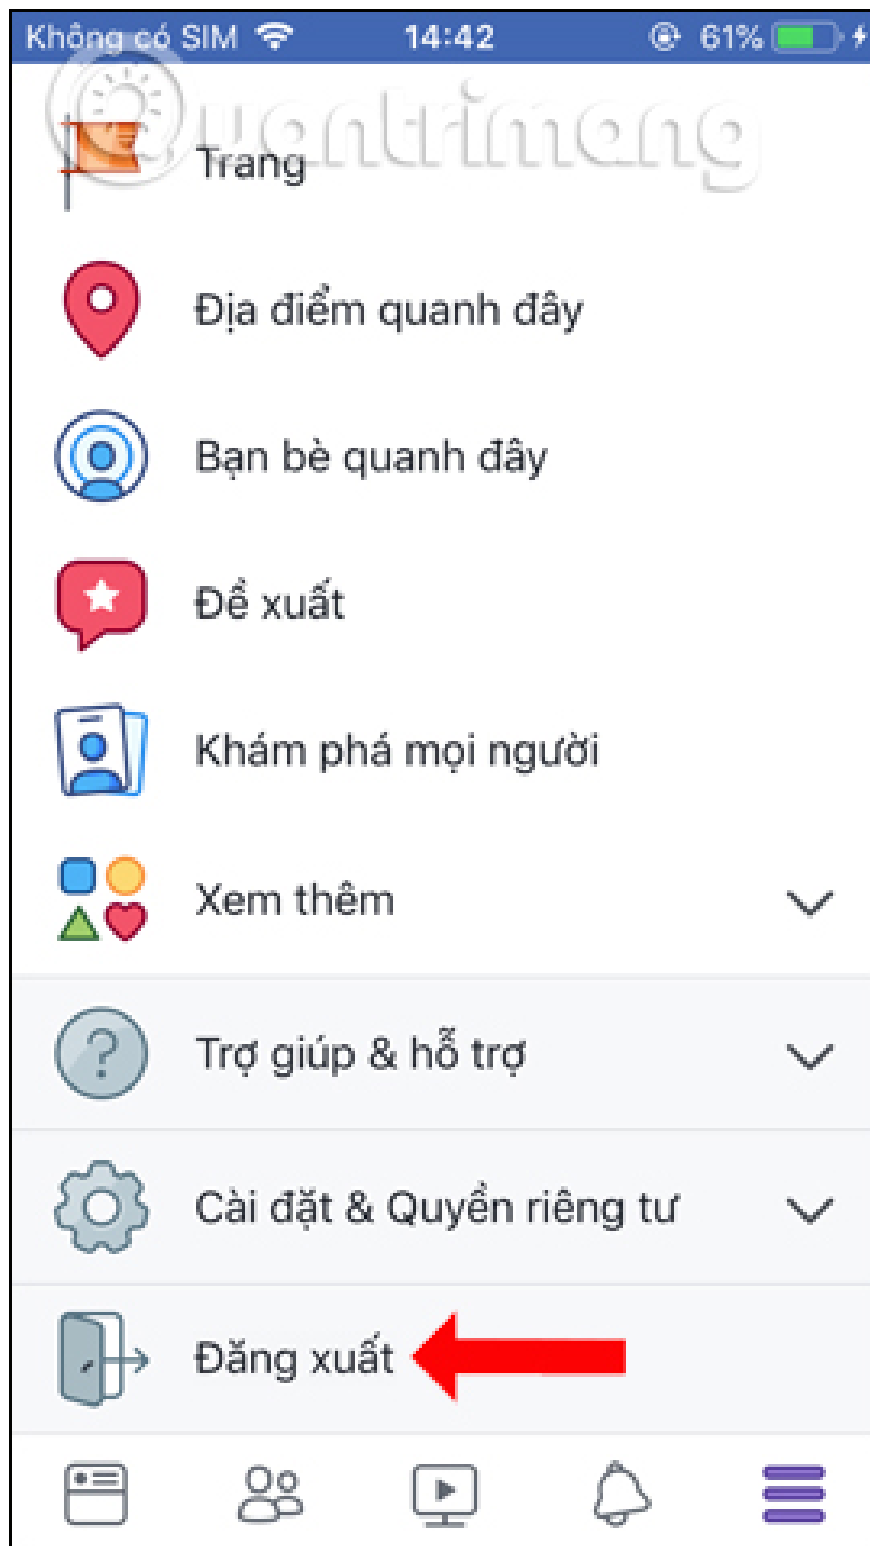 Không có SIM 14:42 61%
Quantrimang
Trang
Địa điểm quanh đây
Bạn bè quanh đây
Đề xuất
Khám phá mọi người
Xem thêm
Trợ giúp & hỗ trợ
Cài đặt & Quyền riêng tư
Đăng xuất